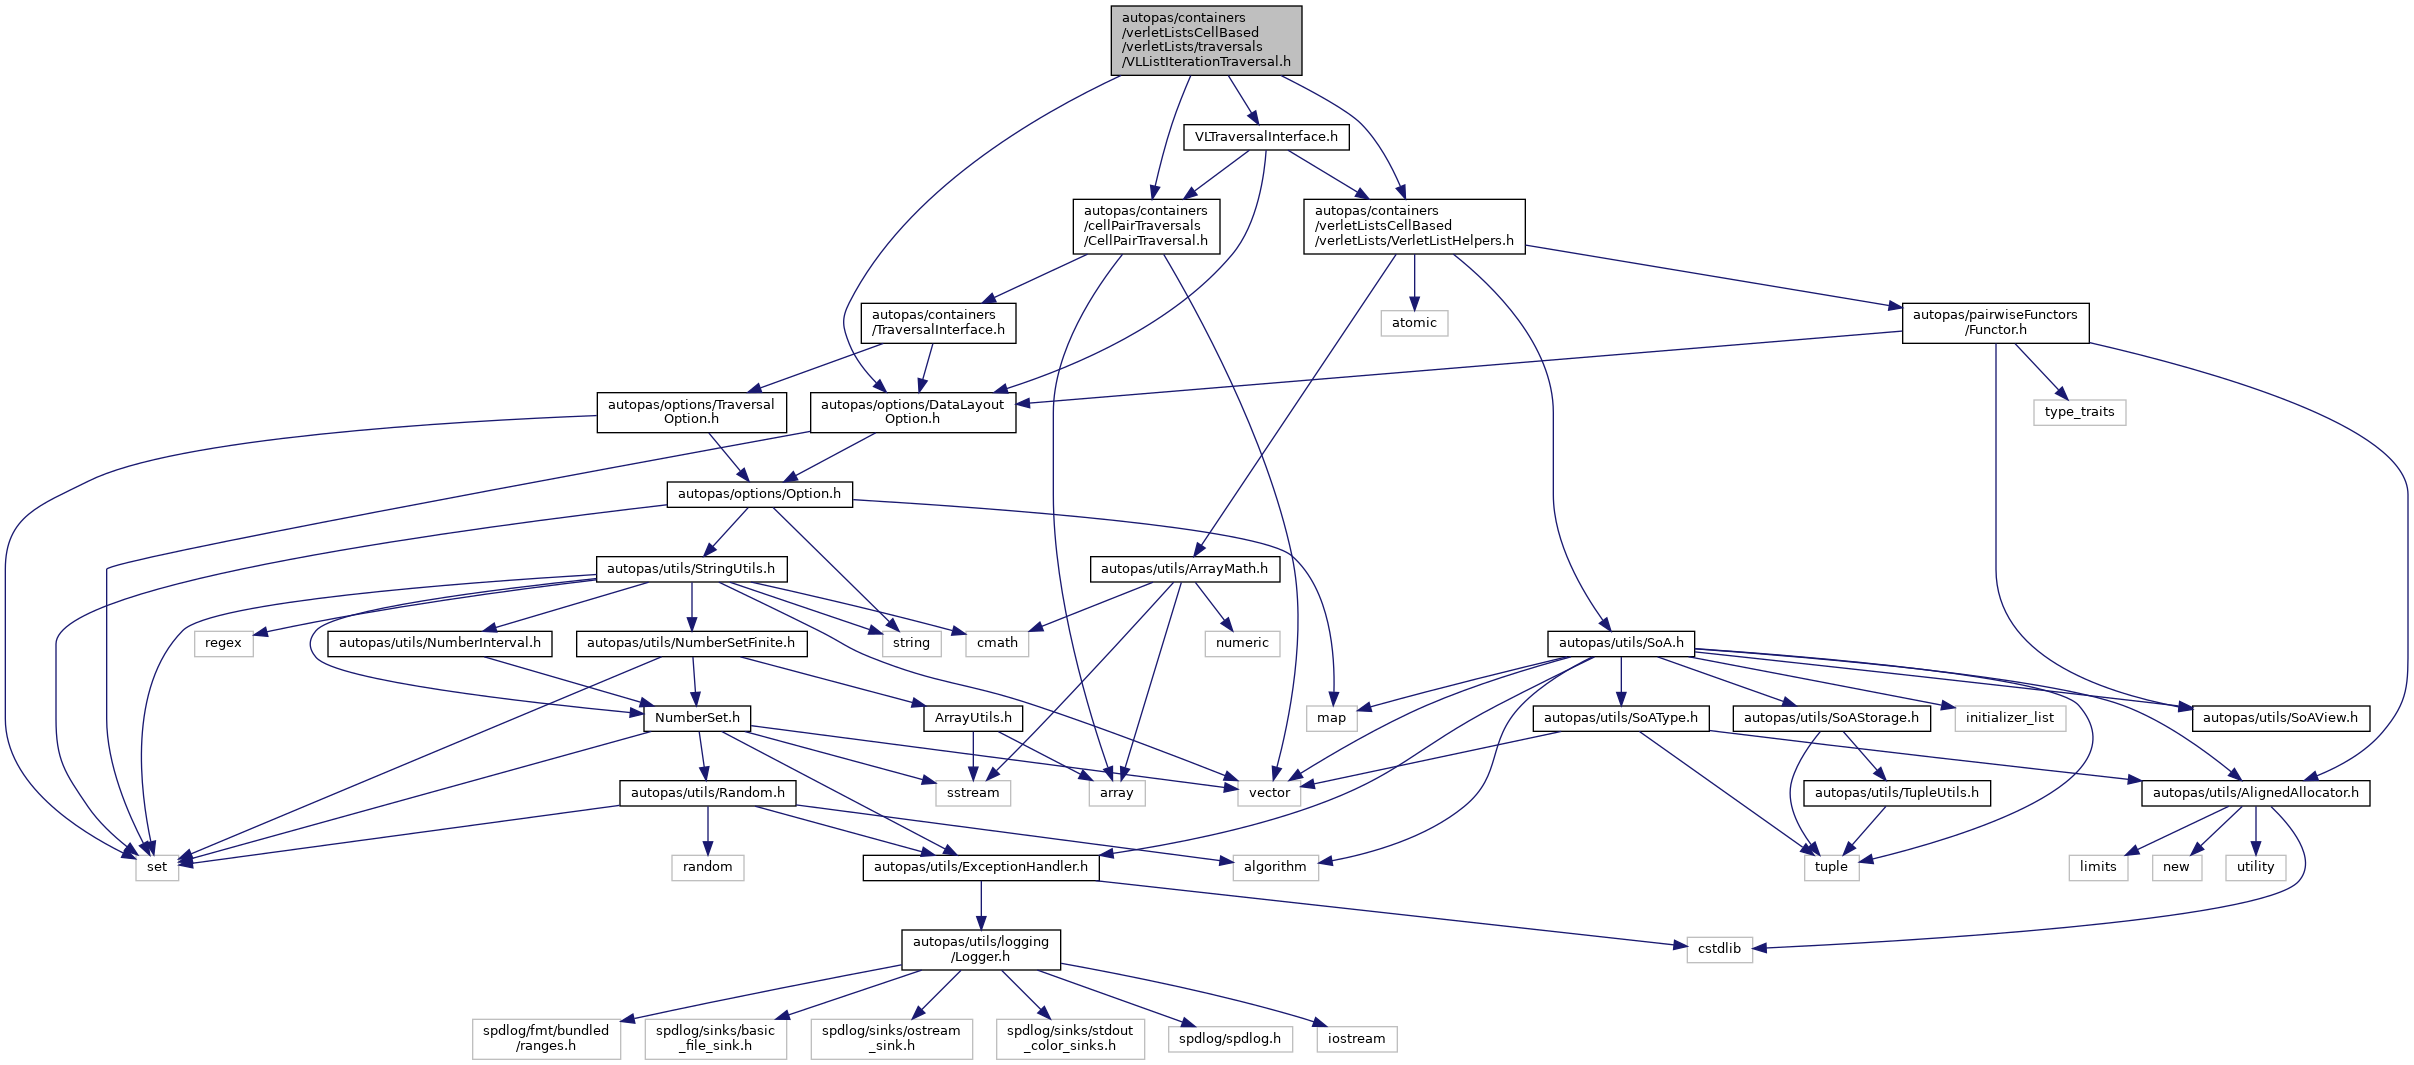 autopas/containers
/verletListsCellBased
/verletLists/traversals
/VLListIterationTraversal.h
VLTraversalInterface.h
autopas/containers
/cellPairTraversals
/CellPairTraversal.h
autopas/containers
/verletListsCellBased
/verletLists/VerletListHelpers.h
autopas/containers
/TraversalInterface.h
atomic
autopas/pairwiseFunctors
/Functor.h
autopas/options/Traversal
Option.h
autopas/options/DataLayout
Option.h
type_traits
autopas/options/Option.h
autopas/utils/StringUtils.h
autopas/utils/ArrayMath.h
regex
autopas/utils/NumberInterval.h
autopas/utils/NumberSetFinite.h
string
cmath
numeric
autopas/utils/SoA.h
NumberSet.h
ArrayUtils.h
map
autopas/utils/SoAType.h
autopas/utils/SoAStorage.h
initializer_list
autopas/utils/SoAView.h
autopas/utils/Random.h
sstream
array
vector
autopas/utils/TupleUtils.h
autopas/utils/AlignedAllocator.h
set
random
autopas/utils/ExceptionHandler.h
algorithm
tuple
limits
new
utility
autopas/utils/logging
/Logger.h
cstdlib
spdlog/fmt/bundled
/ranges.h
spdlog/sinks/basic
_file_sink.h
spdlog/sinks/ostream
_sink.h
spdlog/sinks/stdout
_color_sinks.h
spdlog/spdlog.h
iostream